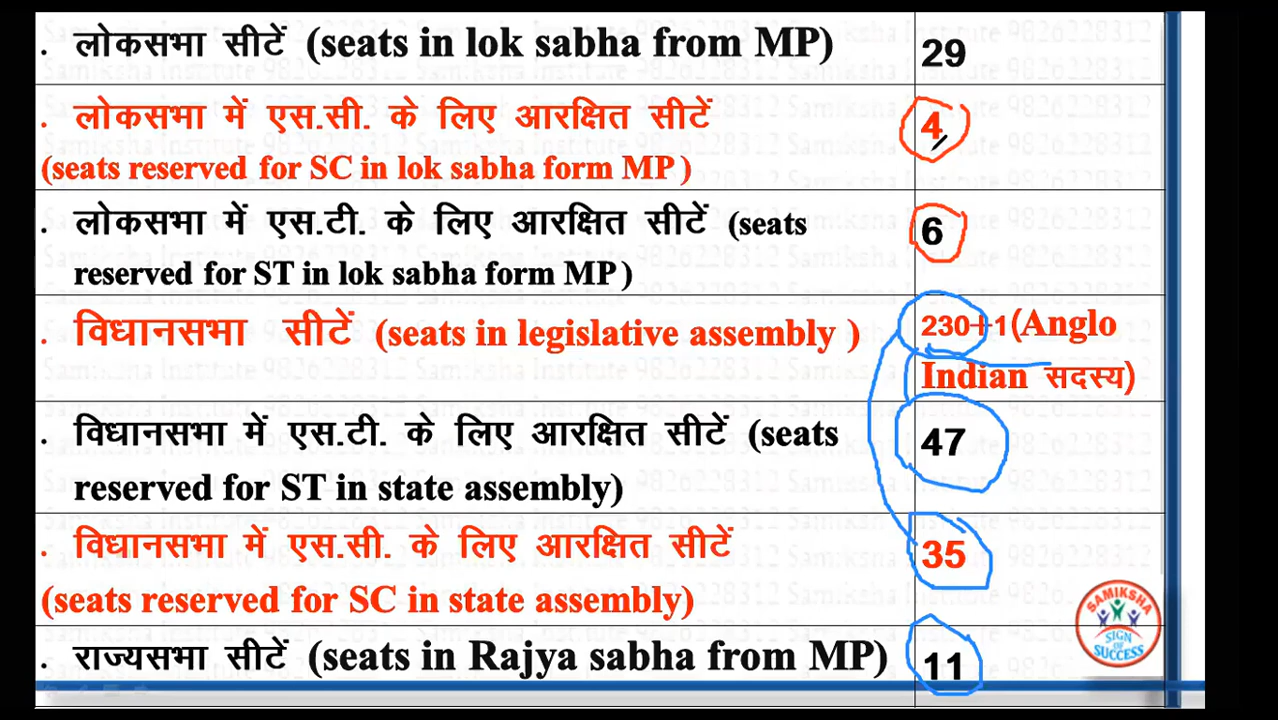 . लोकसभा सीटें (seats in lok sabha from MP) 29
. लोकसभा में एस.सी. के लिए आरक्षित सीटें 4
(seats reserved for SC in lok sabha form MP )
. लोकसभा में एस.टी. के लिए आरक्षित सीटें (seats 6
reserved for ST in lok sabha form MP )
. विधानसभा सीटें (seats in legislative assembly ) 230+1(Anglo
Indian सदस्य)
. विधानसभा में एस.टी. के लिए आरक्षित सीटें (seats 47
reserved for ST in state assembly)
. विधानसभा में एस.सी. के लिए आरक्षित सीटें 35
(seats reserved for SC in state assembly)
. राज्यसभा सीटें (seats in Rajya sabha from MP) 11
SAMIKSHA
SIGN
OF
SUCCESS
Samiksha Institute 9826228312